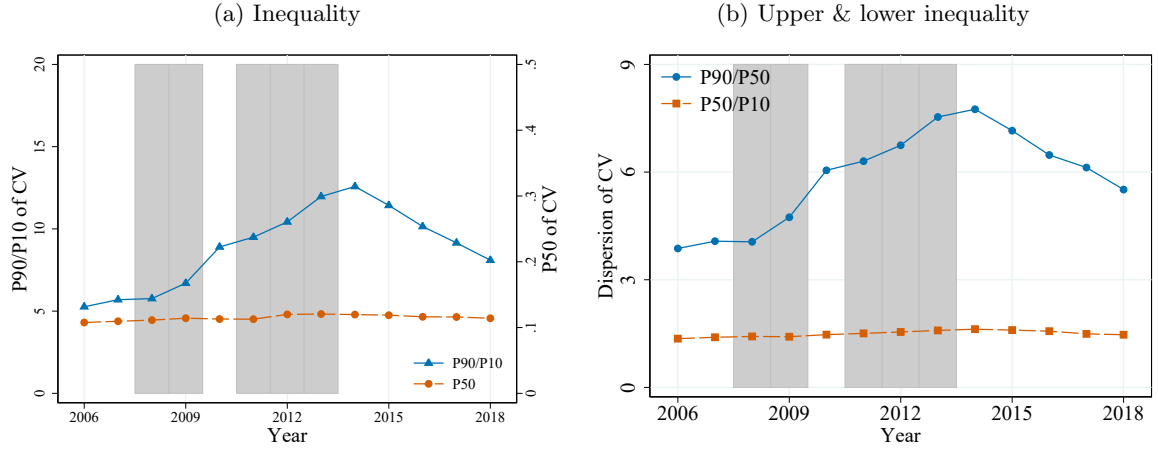 (a) Inequality
P90/P10 of CV
20
15
10
5
0
.5
.4
.3
.2
.1
0
P50 of CV
P90/P10
P50
2006
2009
2012
2015
2018
Year
(b) Upper & lower inequality
Dispersion of CV
9
6
3
0
P90/P50
P50/P10
2006
2009
2012
2015
2018
Year